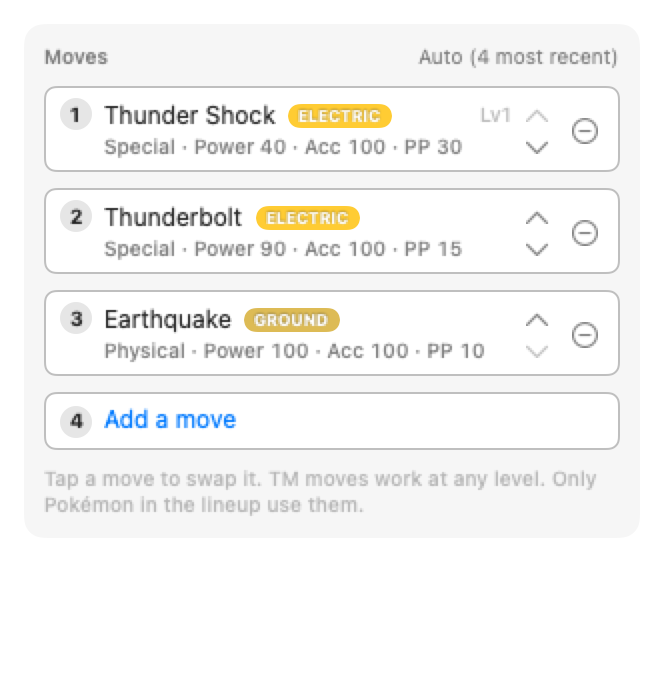 Moves Auto (4 most recent)
1 Thunder Shock ELECTRIC Lv1
Special · Power 40 · Acc 100 · PP 30
2 Thunderbolt ELECTRIC
Special · Power 90 · Acc 100 · PP 15
3 Earthquake GROUND
Physical · Power 100 · Acc 100 · PP 10
4 Add a move
Tap a move to swap it. TM moves work at any level. Only
Pokémon in the lineup use them.